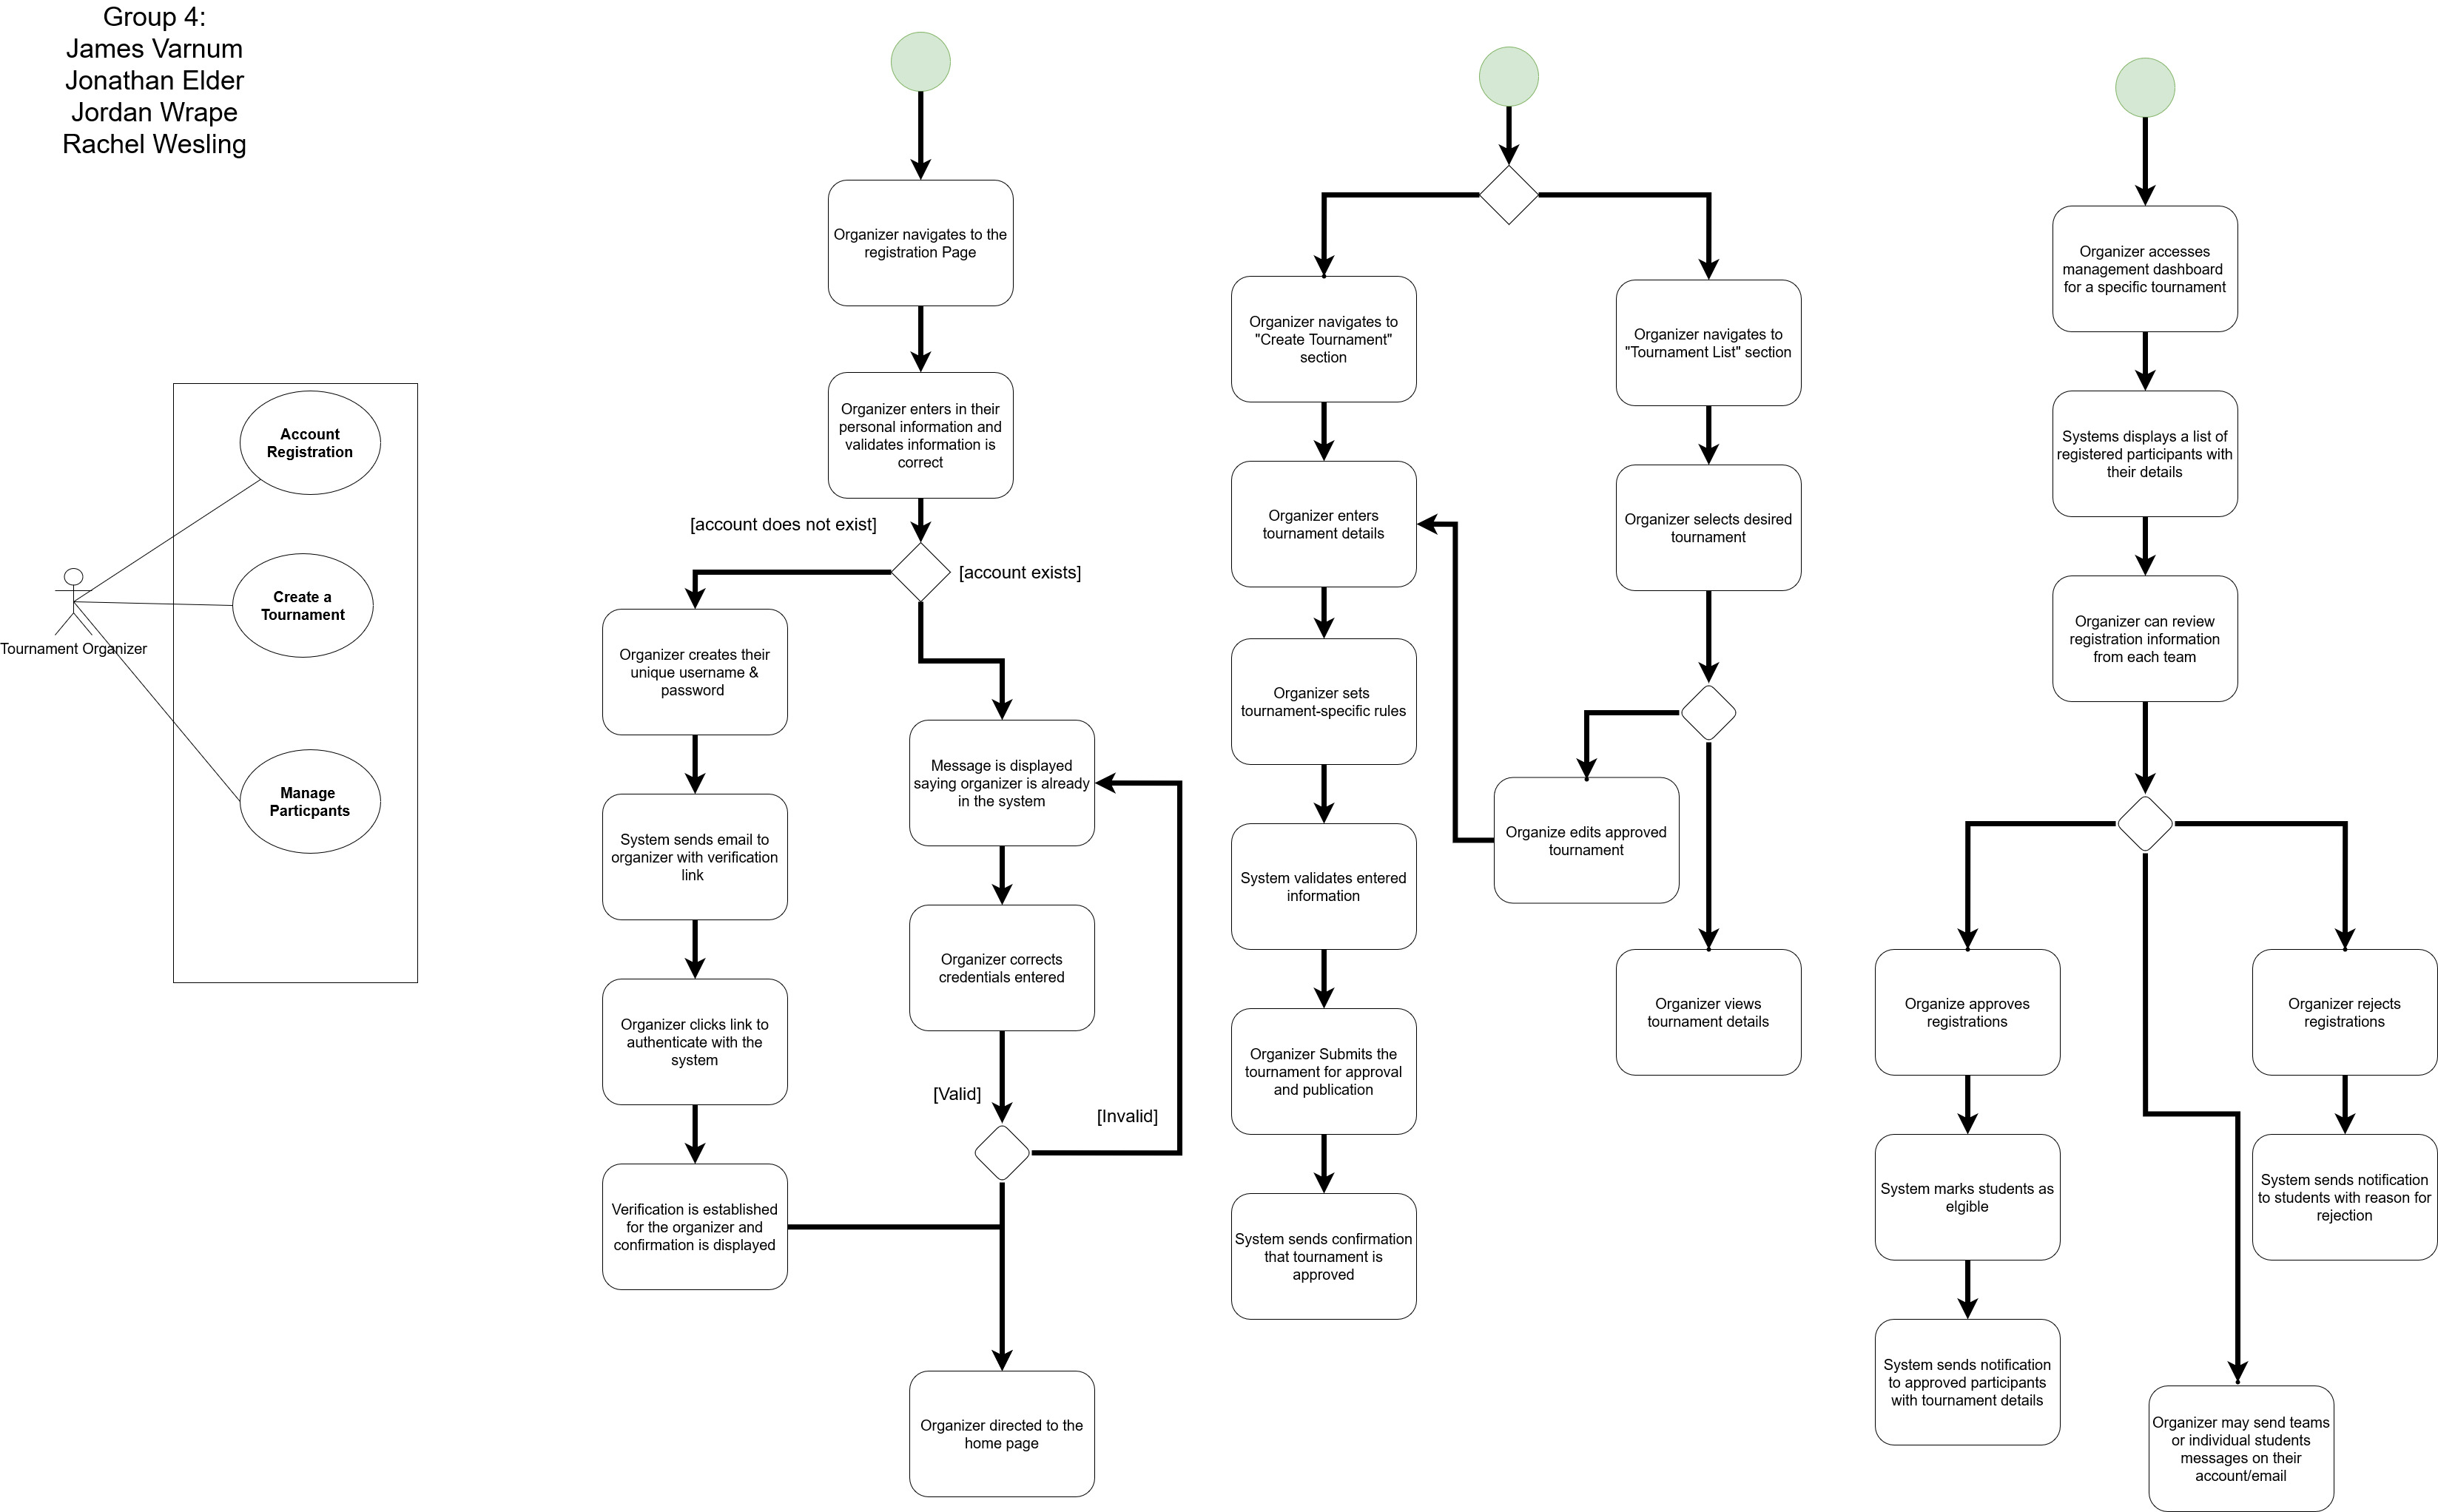 Group 4:
James Varnum
Jonathan Elder
Jordan Wrape
Rachel Wesling
Account
Registration
Create a
Tournament
Tournament Organizer
Manage
Particpants
Organizer navigates to the
registration Page
Organizer enters in their
personal information and
validates information is
correct
[account does not exist]
[account exists]
Organizer creates their
unique username &
password
System sends email to
organizer with verification
link
Organizer clicks link to
authenticate with the
system
Verification is established
for the organizer and
confirmation is displayed
Message is displayed
saying organizer is already
in the system
Organizer corrects
credentials entered
[Valid]
[Invalid]
Organizer directed to the
home page
Organizer navigates to
"Create Tournament"
section
Organizer enters
tournament details
Organizer sets
tournament-specific rules
System validates entered
information
Organizer Submits the
tournament for approval
and publication
System sends confirmation
that tournament is
approved
Organizer navigates to
"Tournament List" section
Organizer selects desired
tournament
Organize edits approved
tournament
Organizer views
tournament details
Organizer accesses
management dashboard
for a specific tournament
Systems displays a list of
registered participants with
their details
Organizer can review
registration information
from each team
Organize approves
registrations
System marks students as
elgible
System sends notification
to approved participants
with tournament details
Organizer rejects
registrations
System sends notification
to students with reason for
rejection
Organizer may send teams
or individual students
messages on their
account/email